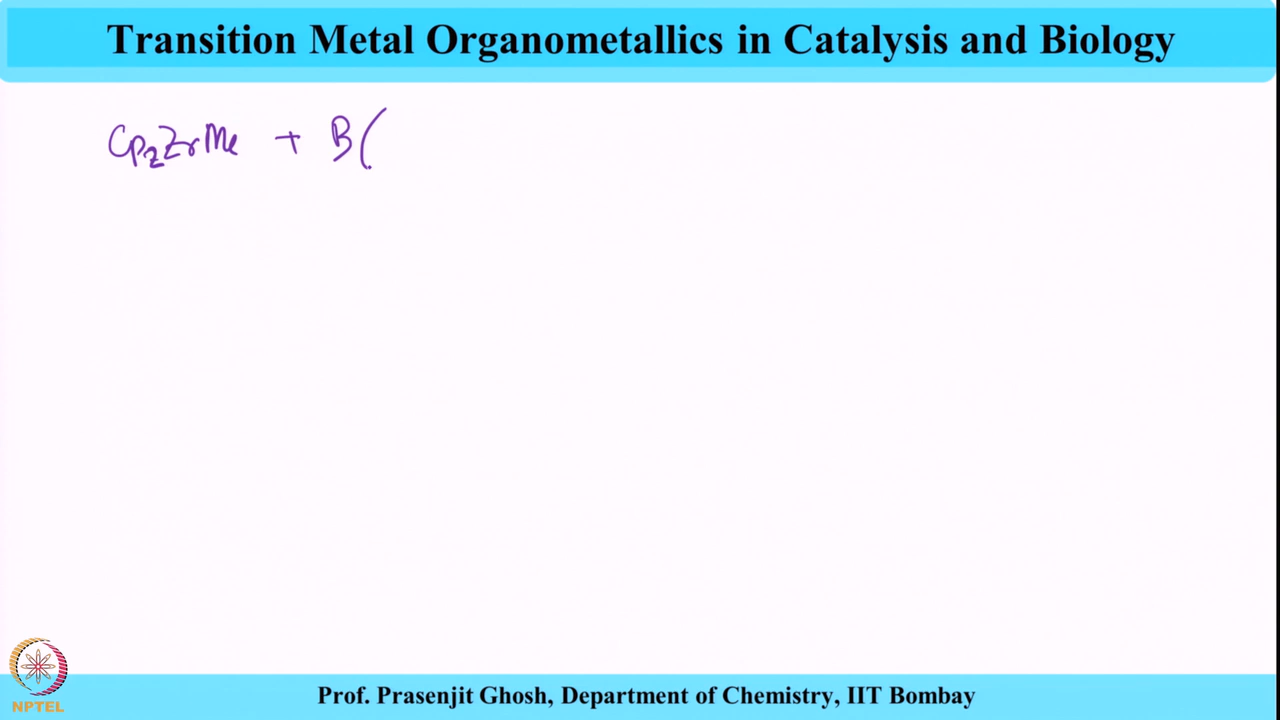 Transition Metal Organometallics in Catalysis and Biology
Cp₂ZrMe + B(
Prof. Prasenjit Ghosh, Department of Chemistry, IIT Bombay
NPTEL